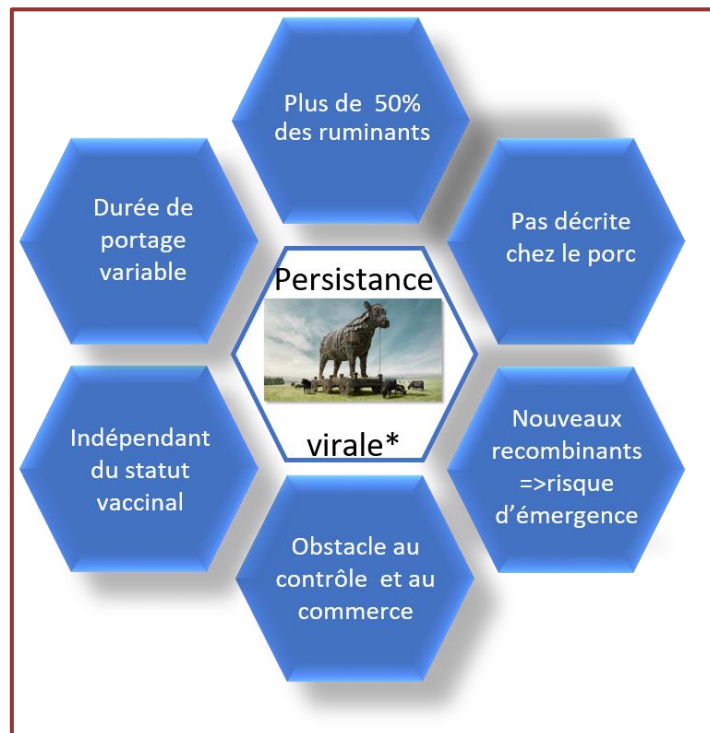 Plus de 50%
des ruminants
Durée de
portage
variable
Pas décrite
chez le porc
Persistance
virale*
Indépendant
du statut
vaccinal
Nouveaux
recombinants
=>risque
d’émergence
Obstacle au
contrôle et au
commerce